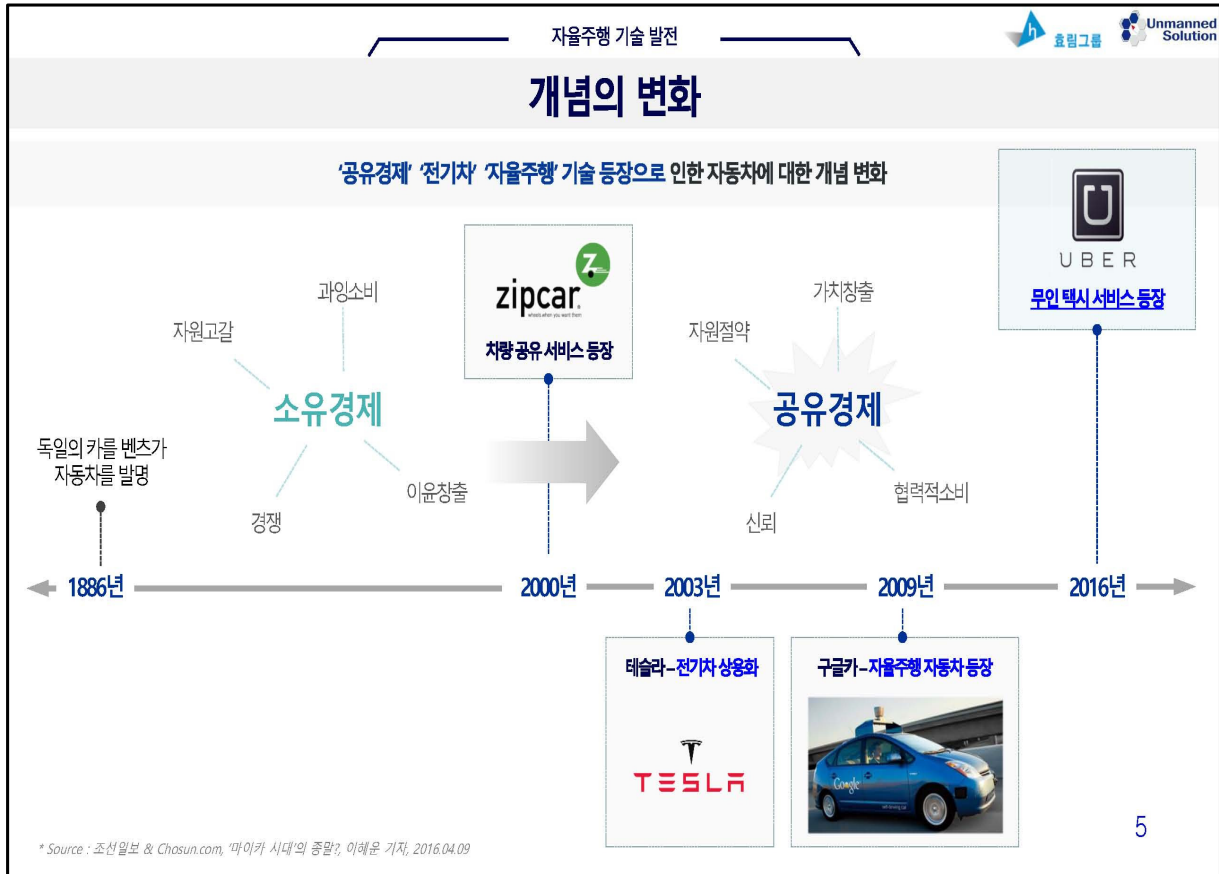 자율주행 기술 발전
효림그룹
Unmanned
Solution
개념의 변화
'공유경제' '전기차' '자율주행' 기술 등장으로 인한 자동차에 대한 개념 변화
UBER
무인 택시 서비스 등장
zipcar.
wheels when you want them
차량 공유 서비스 등장
과잉소비
자원고갈
소유경제
경쟁
이윤창출
가치창출
자원절약
공유경제
신뢰
협력적소비
독일의 카를 벤츠가
자동차를 발명
1886년
2000년
2003년
2009년
2016년
테슬라 – 전기차 상용화
TESLA
구글카 – 자율주행 자동차 등장
Google
self-driving car
* Source : 조선일보 & Chosun.com, '마이카 시대'의 종말?, 이혜운 기자, 2016.04.09
5